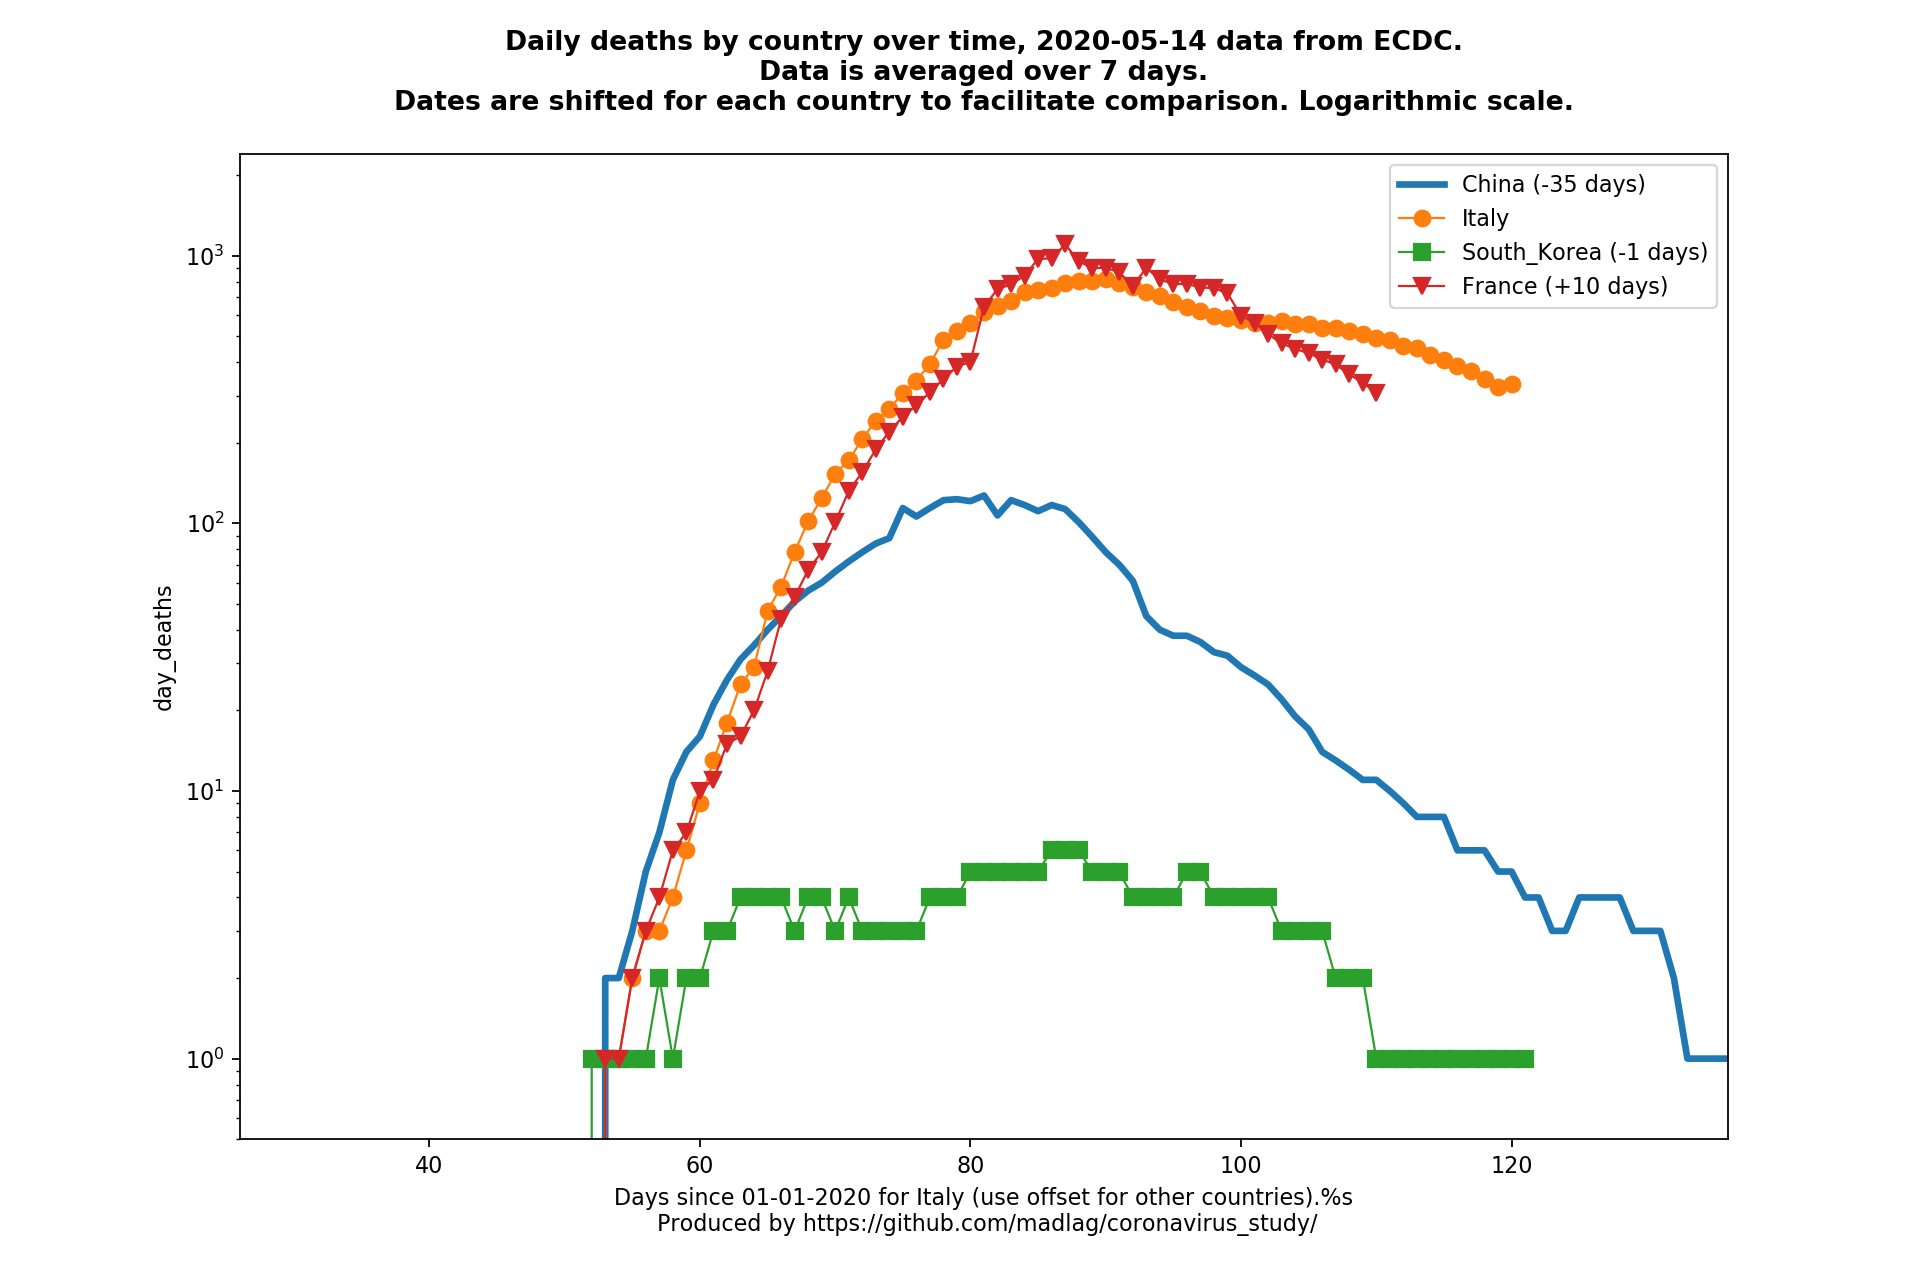 Daily deaths by country over time, 2020-05-14 data from ECDC.
Data is averaged over 7 days.
Dates are shifted for each country to facilitate comparison. Logarithmic scale.
China (-35 days)
Italy
South_Korea (-1 days)
France (+10 days)
10³
10²
10¹
10⁰
day_deaths
40 60 80 100 120
Days since 01-01-2020 for Italy (use offset for other countries).%s
Produced by https://github.com/madlag/coronavirus_study/